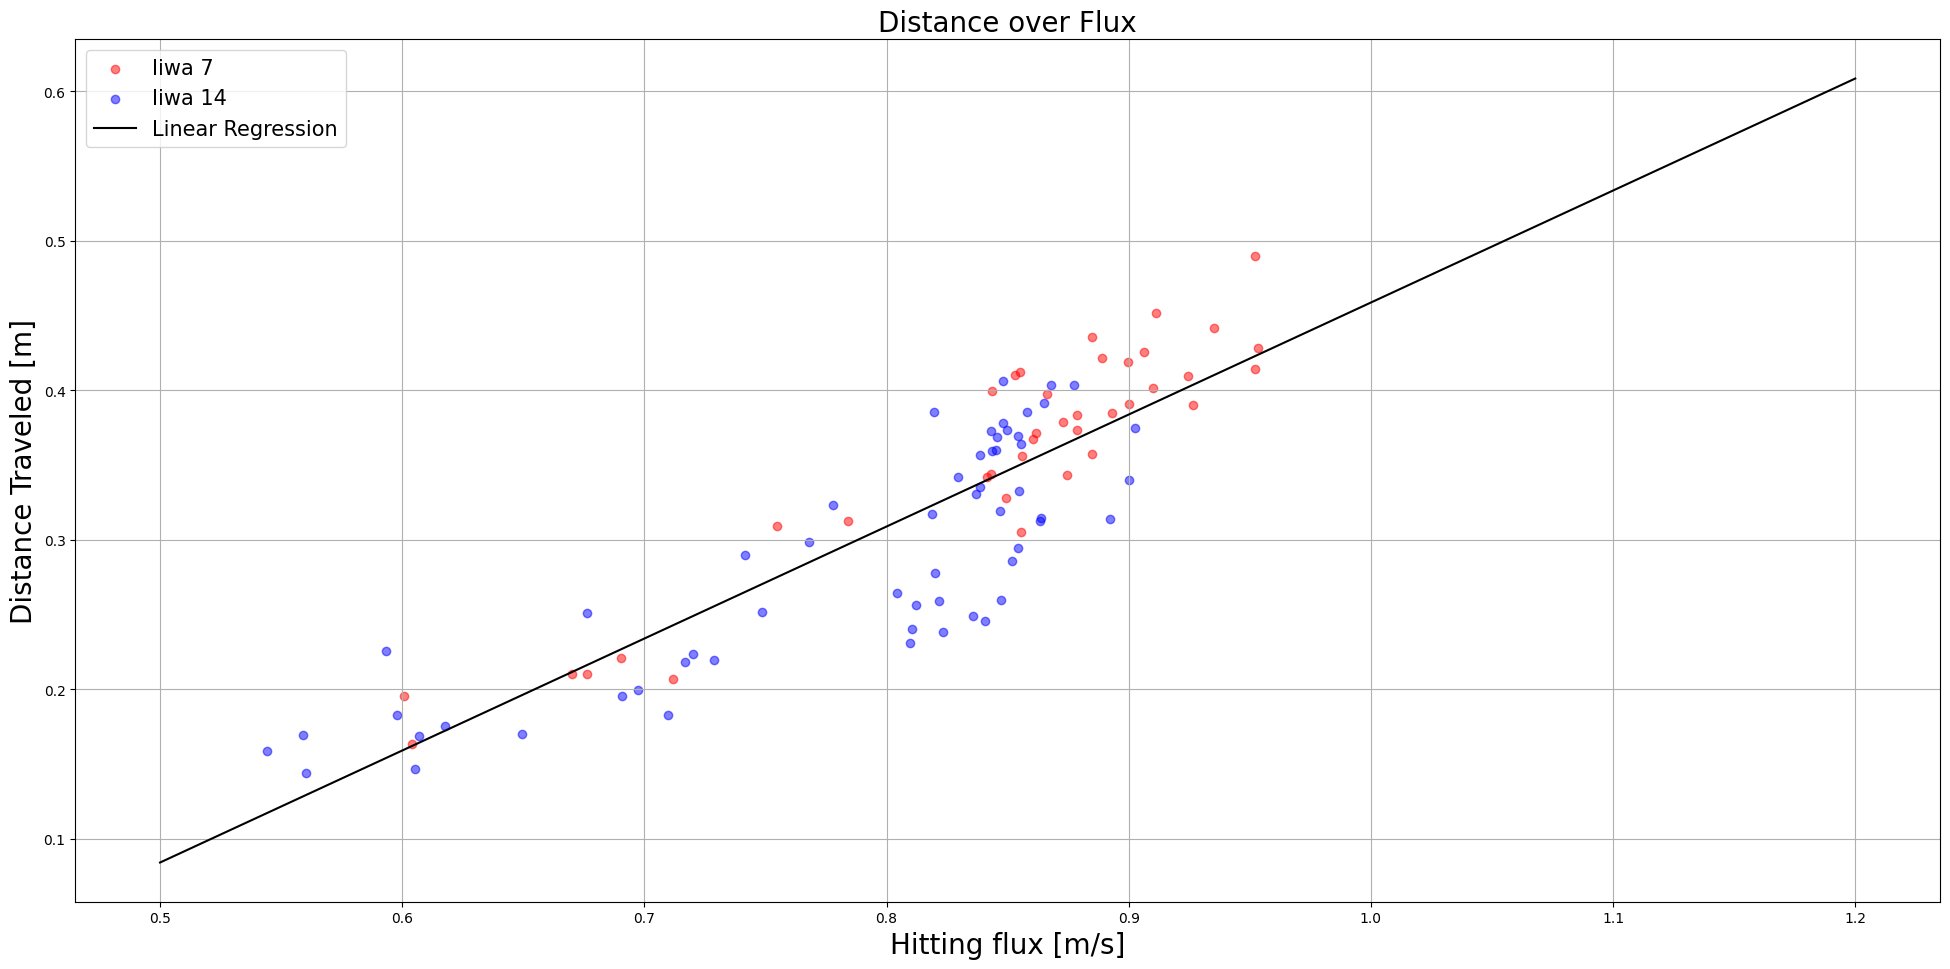 Distance over Flux
Iiwa 7
Iiwa 14
Linear Regression
0.6
0.5
0.4
0.3
0.2
0.1
Distance Traveled [m]
0.5 0.6 0.7 0.8 0.9 1.0 1.1 1.2
Hitting flux [m/s]